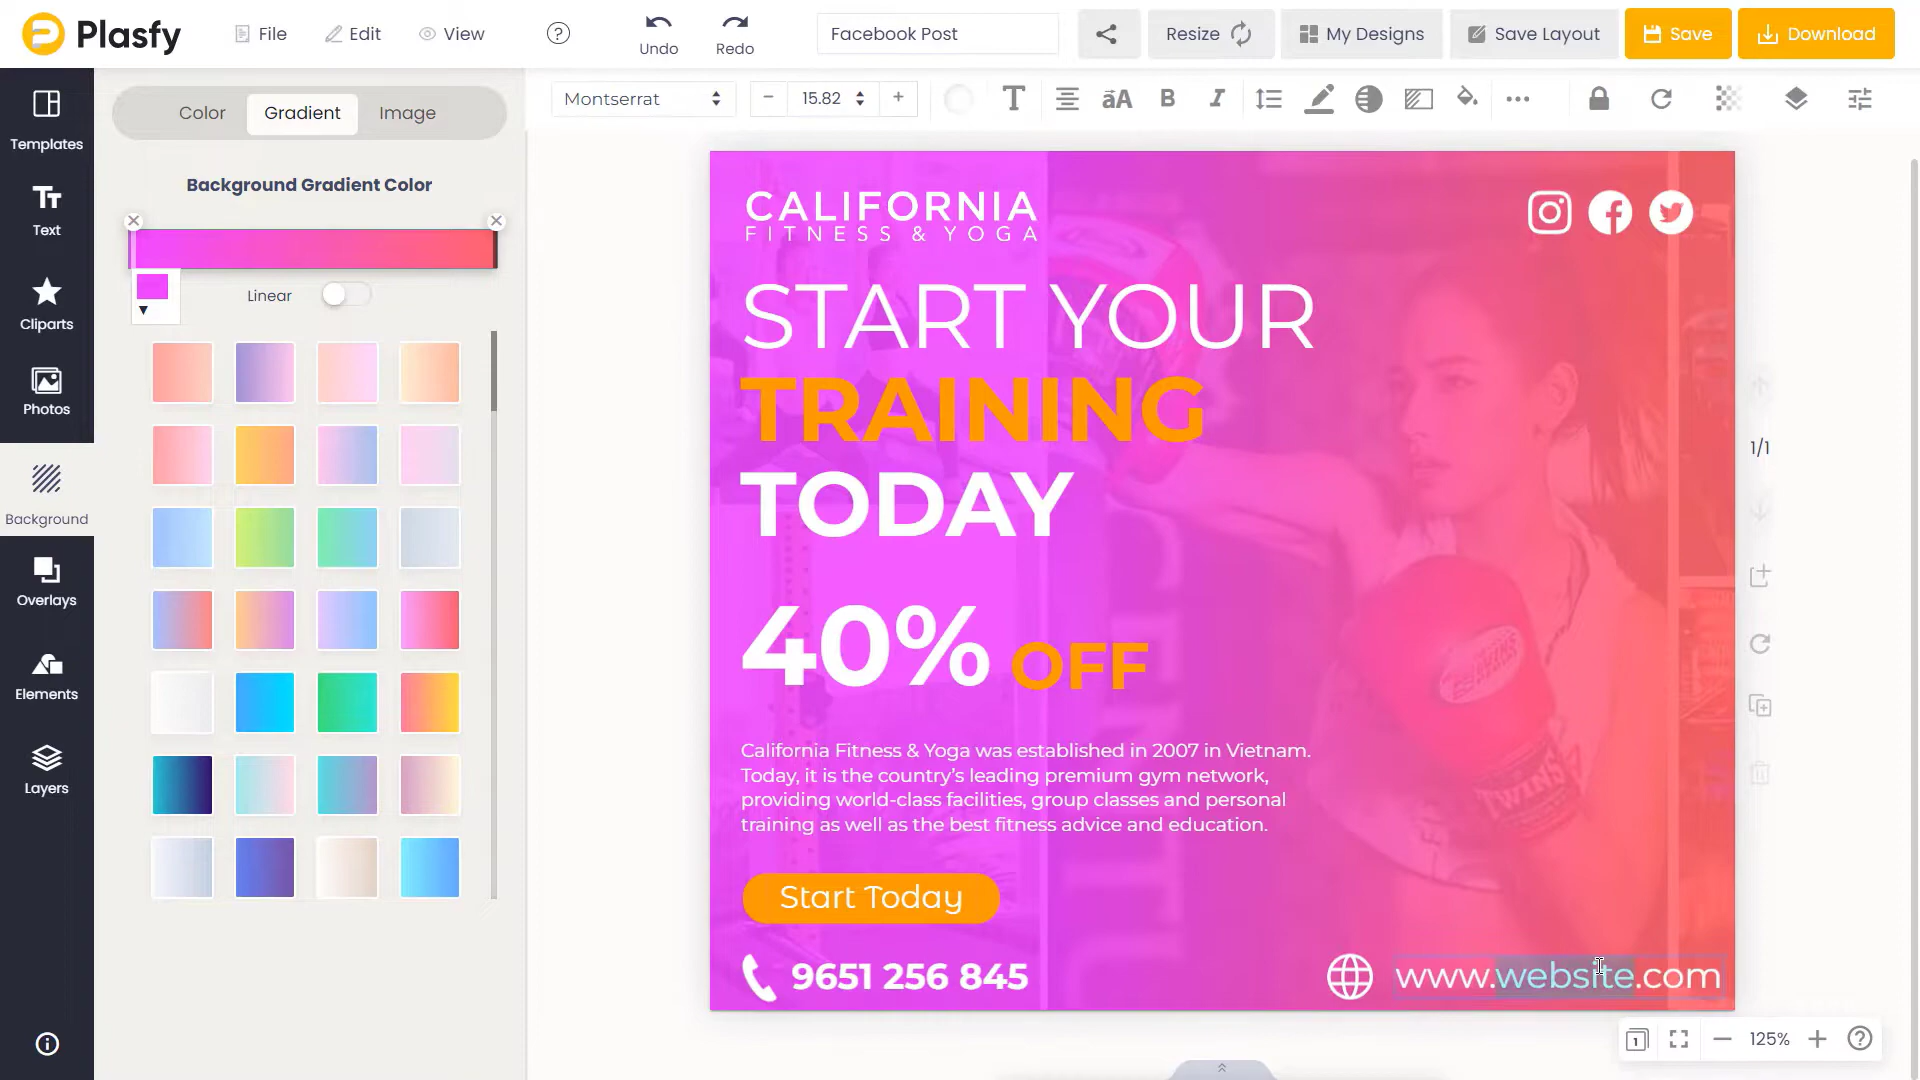 Plasfy
File
Edit
View
Undo
Redo
Facebook Post
Resize
My Designs
Save Layout
Save
Download
Templates
Text
Cliparts
Photos
Background
Overlays
Elements
Layers
Color
Gradient
Image
Background Gradient Color
Linear
Montserrat
15.82
CALIFORNIA
FITNESS & YOGA
START YOUR
TRAINING
TODAY
40% OFF
California Fitness & Yoga was established in 2007 in Vietnam.
Today, it is the country's leading premium gym network,
providing world-class facilities, group classes and personal
training as well as the best fitness advice and education.
Start Today
9651 256 845
www.website.com
TWINS
1/1
1
125%